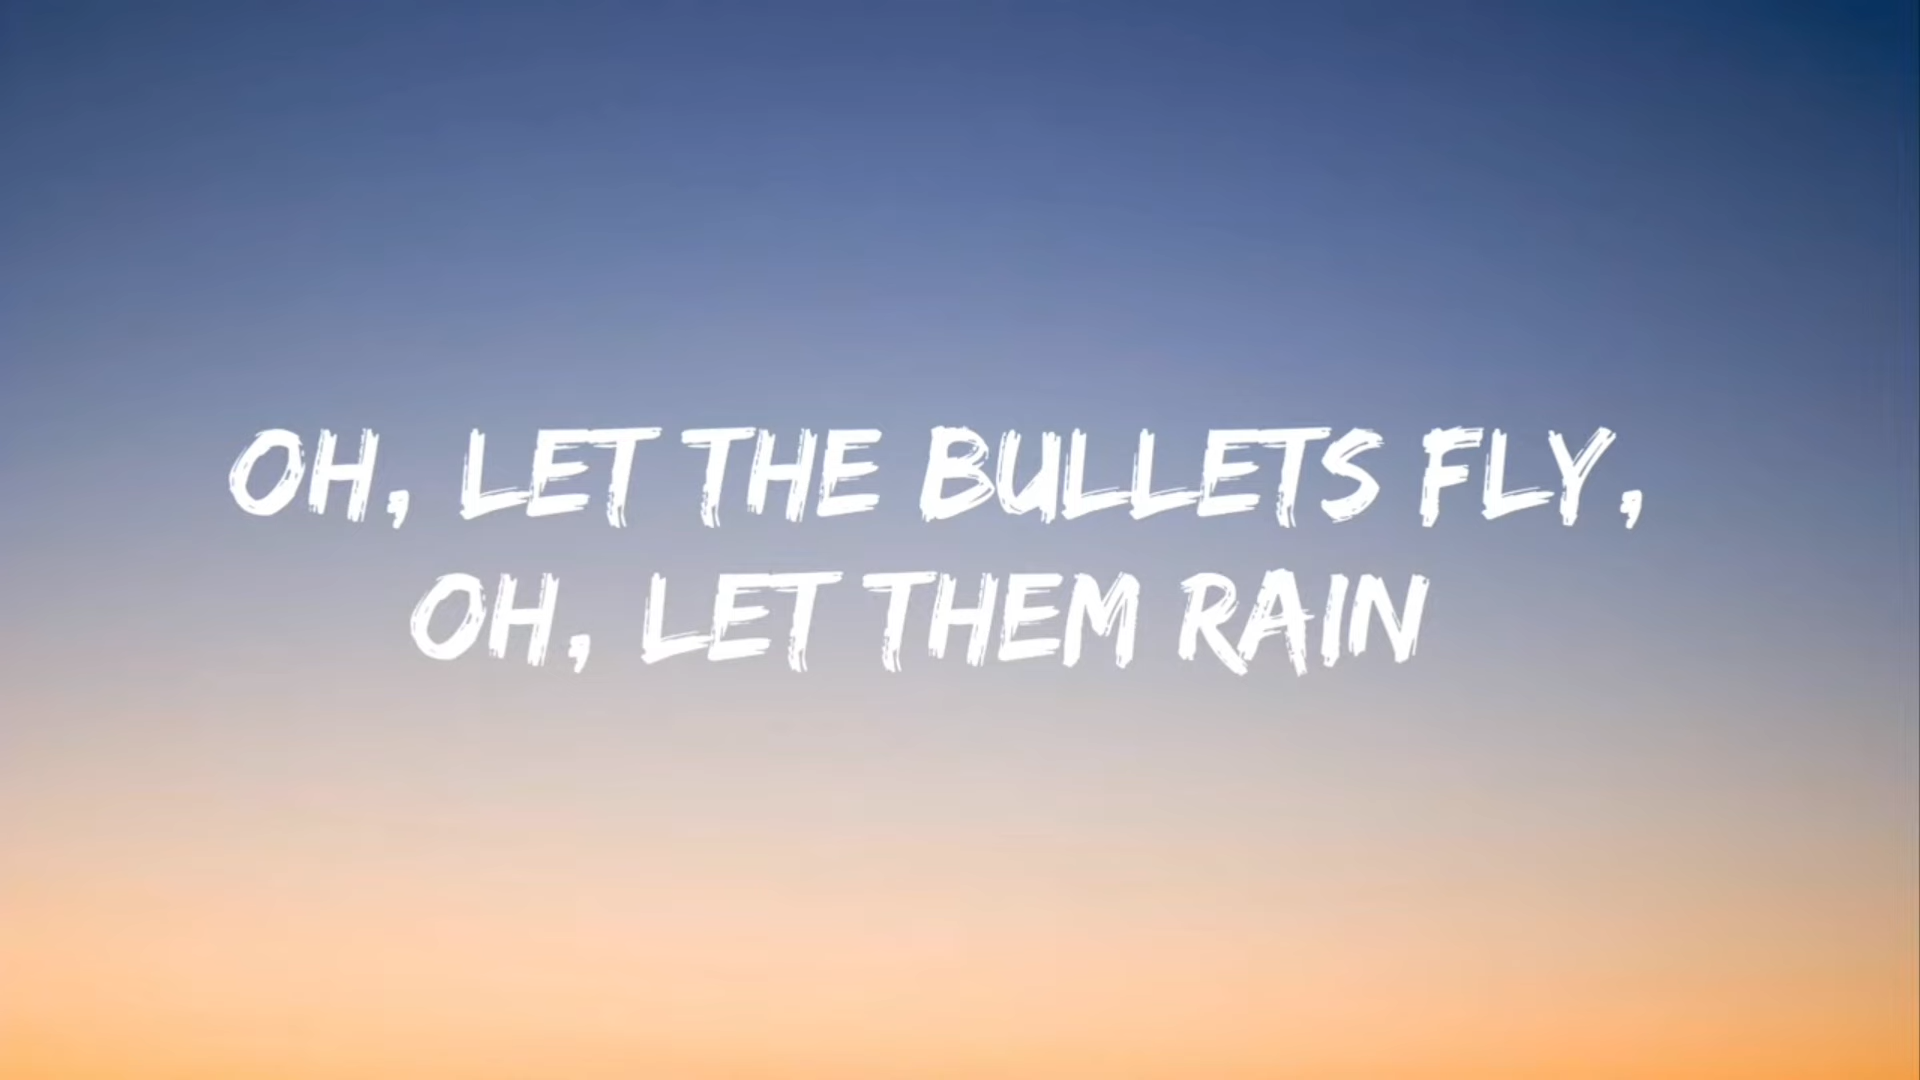 OH, LET THE BULLETS FLY,
OH, LET THEM RAIN